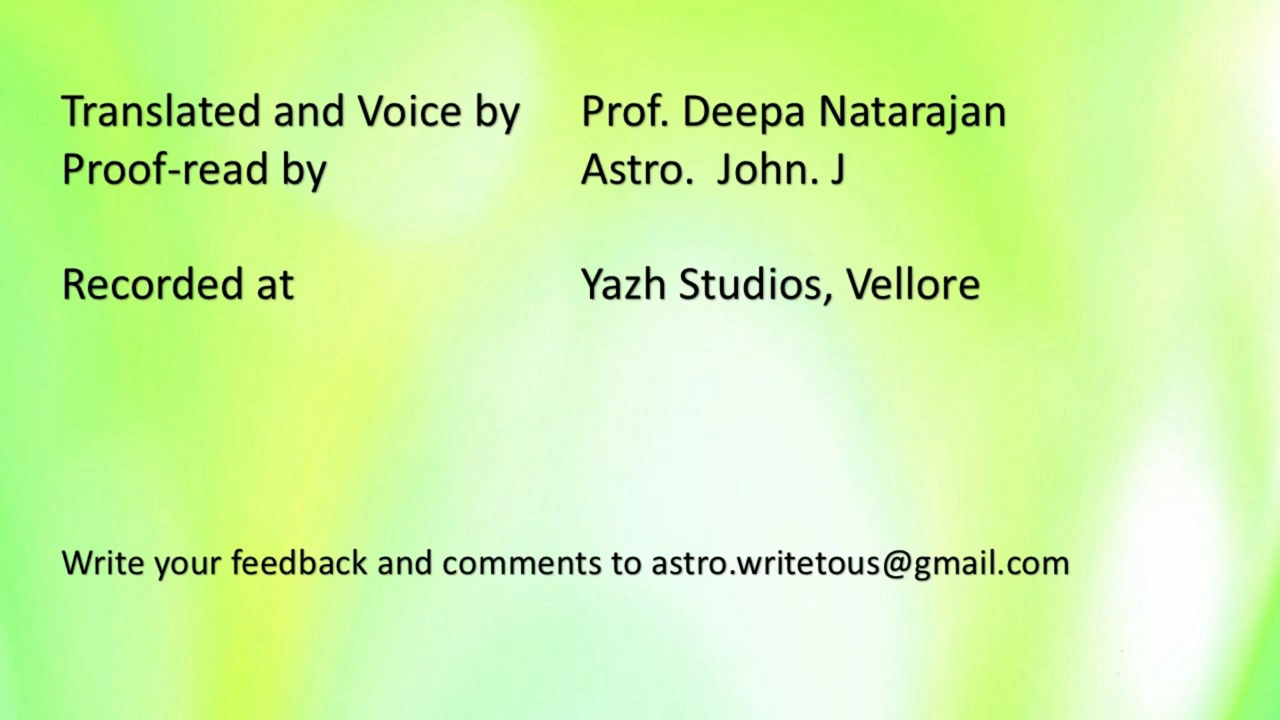 Translated and Voice by Prof. Deepa Natarajan
Proof-read by Astro. John. J
Recorded at Yazh Studios, Vellore
Write your feedback and comments to astro.writetous@gmail.com